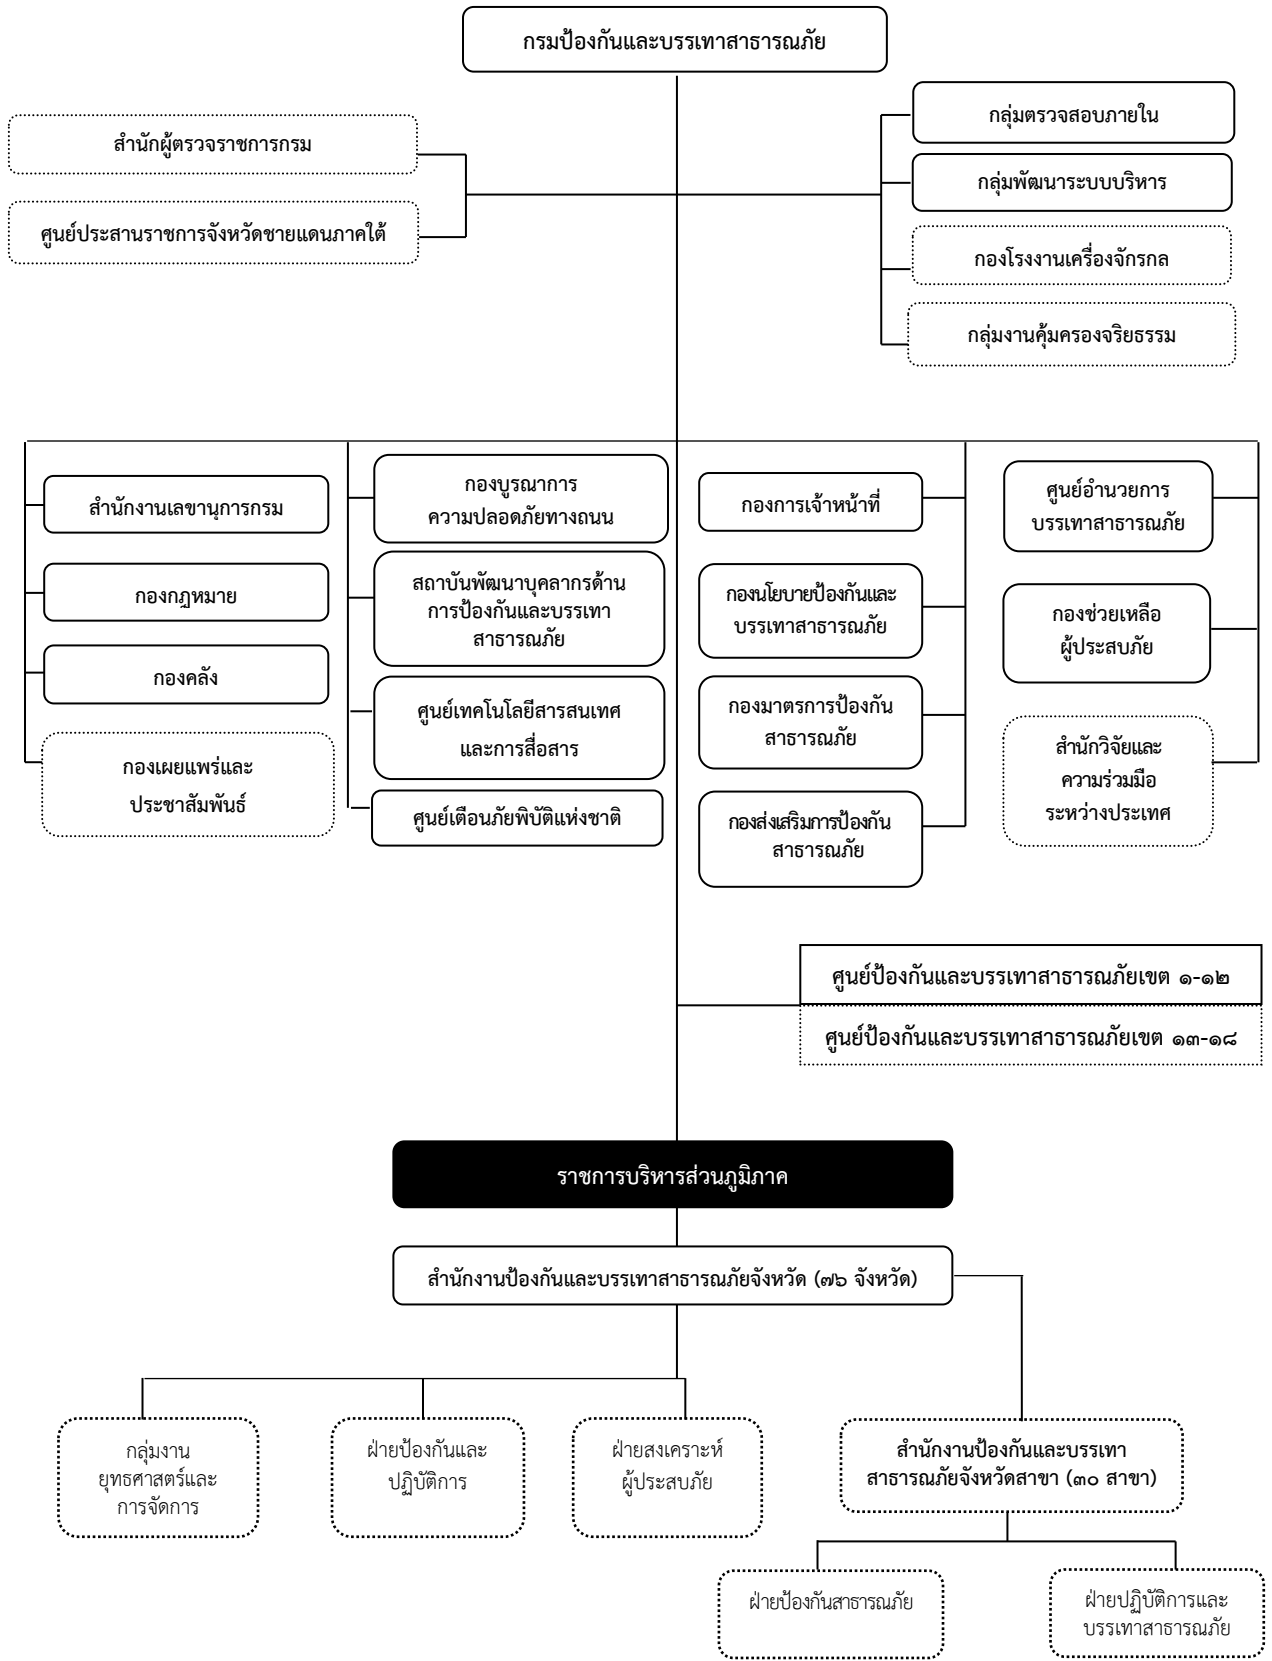 กรมป้องกันและบรรเทาสาธารณภัย
สำนักผู้ตรวจราชการกรม
ศูนย์ประสานราชการจังหวัดชายแดนภาคใต้
กลุ่มตรวจสอบภายใน
กลุ่มพัฒนาระบบบริหาร
กองโรงงานเครื่องจักรกล
กลุ่มงานคุ้มครองจริยธรรม
สำนักงานเลขานุการกรม
กองกฎหมาย
กองคลัง
กองเผยแพร่และ
ประชาสัมพันธ์
กองบูรณาการ
ความปลอดภัยทางถนน
สถาบันพัฒนาบุคลากรด้าน
การป้องกันและบรรเทา
สาธารณภัย
ศูนย์เทคโนโลยีสารสนเทศ
และการสื่อสาร
ศูนย์เตือนภัยพิบัติแห่งชาติ
กองการเจ้าหน้าที่
กองนโยบายป้องกันและ
บรรเทาสาธารณภัย
กองมาตรการป้องกัน
สาธารณภัย
กองส่งเสริมการป้องกัน
สาธารณภัย
ศูนย์อำนวยการ
บรรเทาสาธารณภัย
กองช่วยเหลือ
ผู้ประสบภัย
สำนักวิจัยและ
ความร่วมมือ
ระหว่างประเทศ
ศูนย์ป้องกันและบรรเทาสาธารณภัยเขต ๑-๑๒
ศูนย์ป้องกันและบรรเทาสาธารณภัยเขต ๑๓-๑๘
ราชการบริหารส่วนภูมิภาค
สำนักงานป้องกันและบรรเทาสาธารณภัยจังหวัด (๗๖ จังหวัด)
กลุ่มงาน
ยุทธศาสตร์และ
การจัดการ
ฝ่ายป้องกันและ
ปฏิบัติการ
ฝ่ายสงเคราะห์
ผู้ประสบภัย
สำนักงานป้องกันและบรรเทา
สาธารณภัยจังหวัดสาขา (๓๐ สาขา)
ฝ่ายป้องกันสาธารณภัย
ฝ่ายปฏิบัติการและ
บรรเทาสาธารณภัย